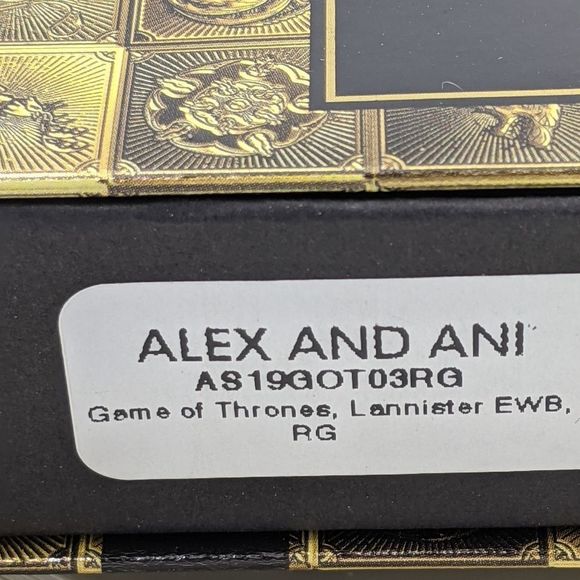 ALEX AND ANI
AS19GOT03RG
Game of Thrones, Lannister EWB,
RG